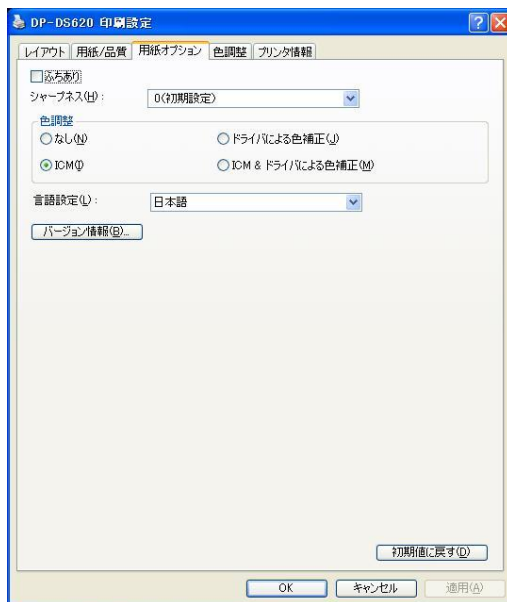 DP-DS620 印刷設定
レイアウト 用紙/品質 用紙オプション 色調整 プリンタ情報
ふちあり
シャープネス(H): 0(初期設定)
色調整
なし(N) ドライバによる色補正(J)
ICM(I) ICM & ドライバによる色補正(M)
言語設定(L): 日本語
バージョン情報(B)...
初期値に戻す(D)
OK キャンセル 適用(A)